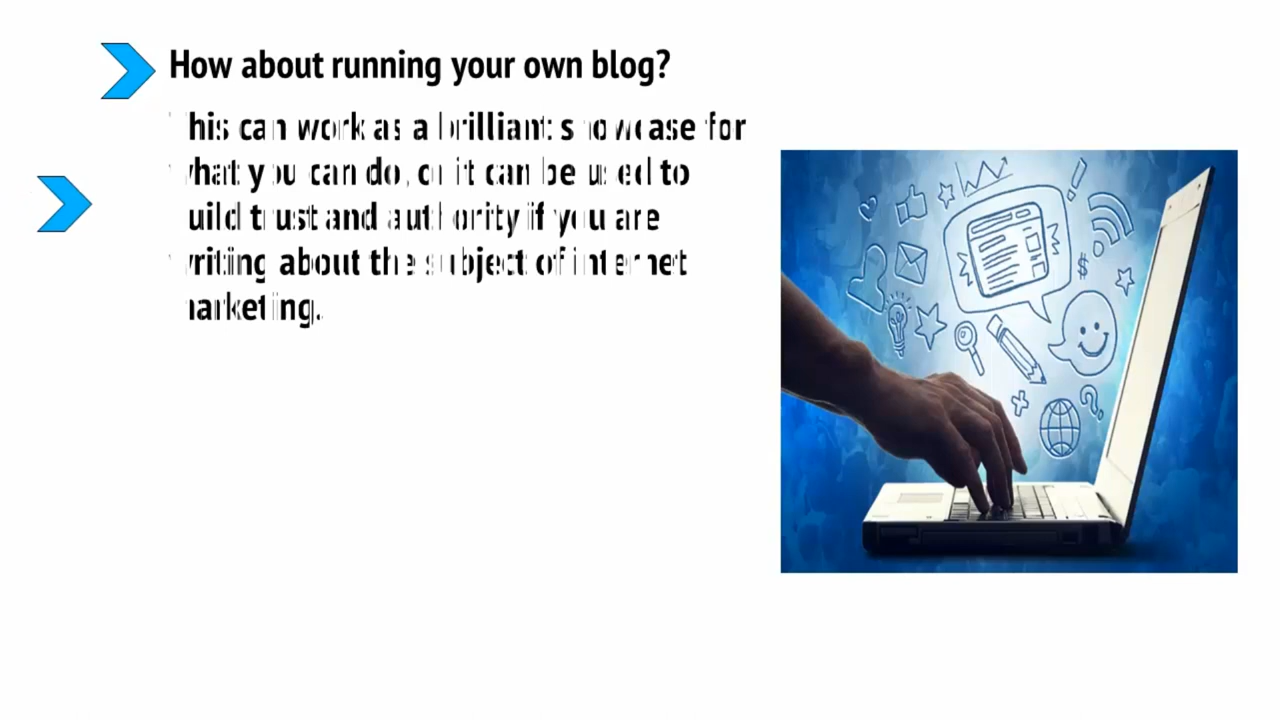 How about running your own blog?
This can work as a brilliant showcase for
what you can do, or it can be used to
build trust and authority if you are
writing about the subject of internet
marketing.